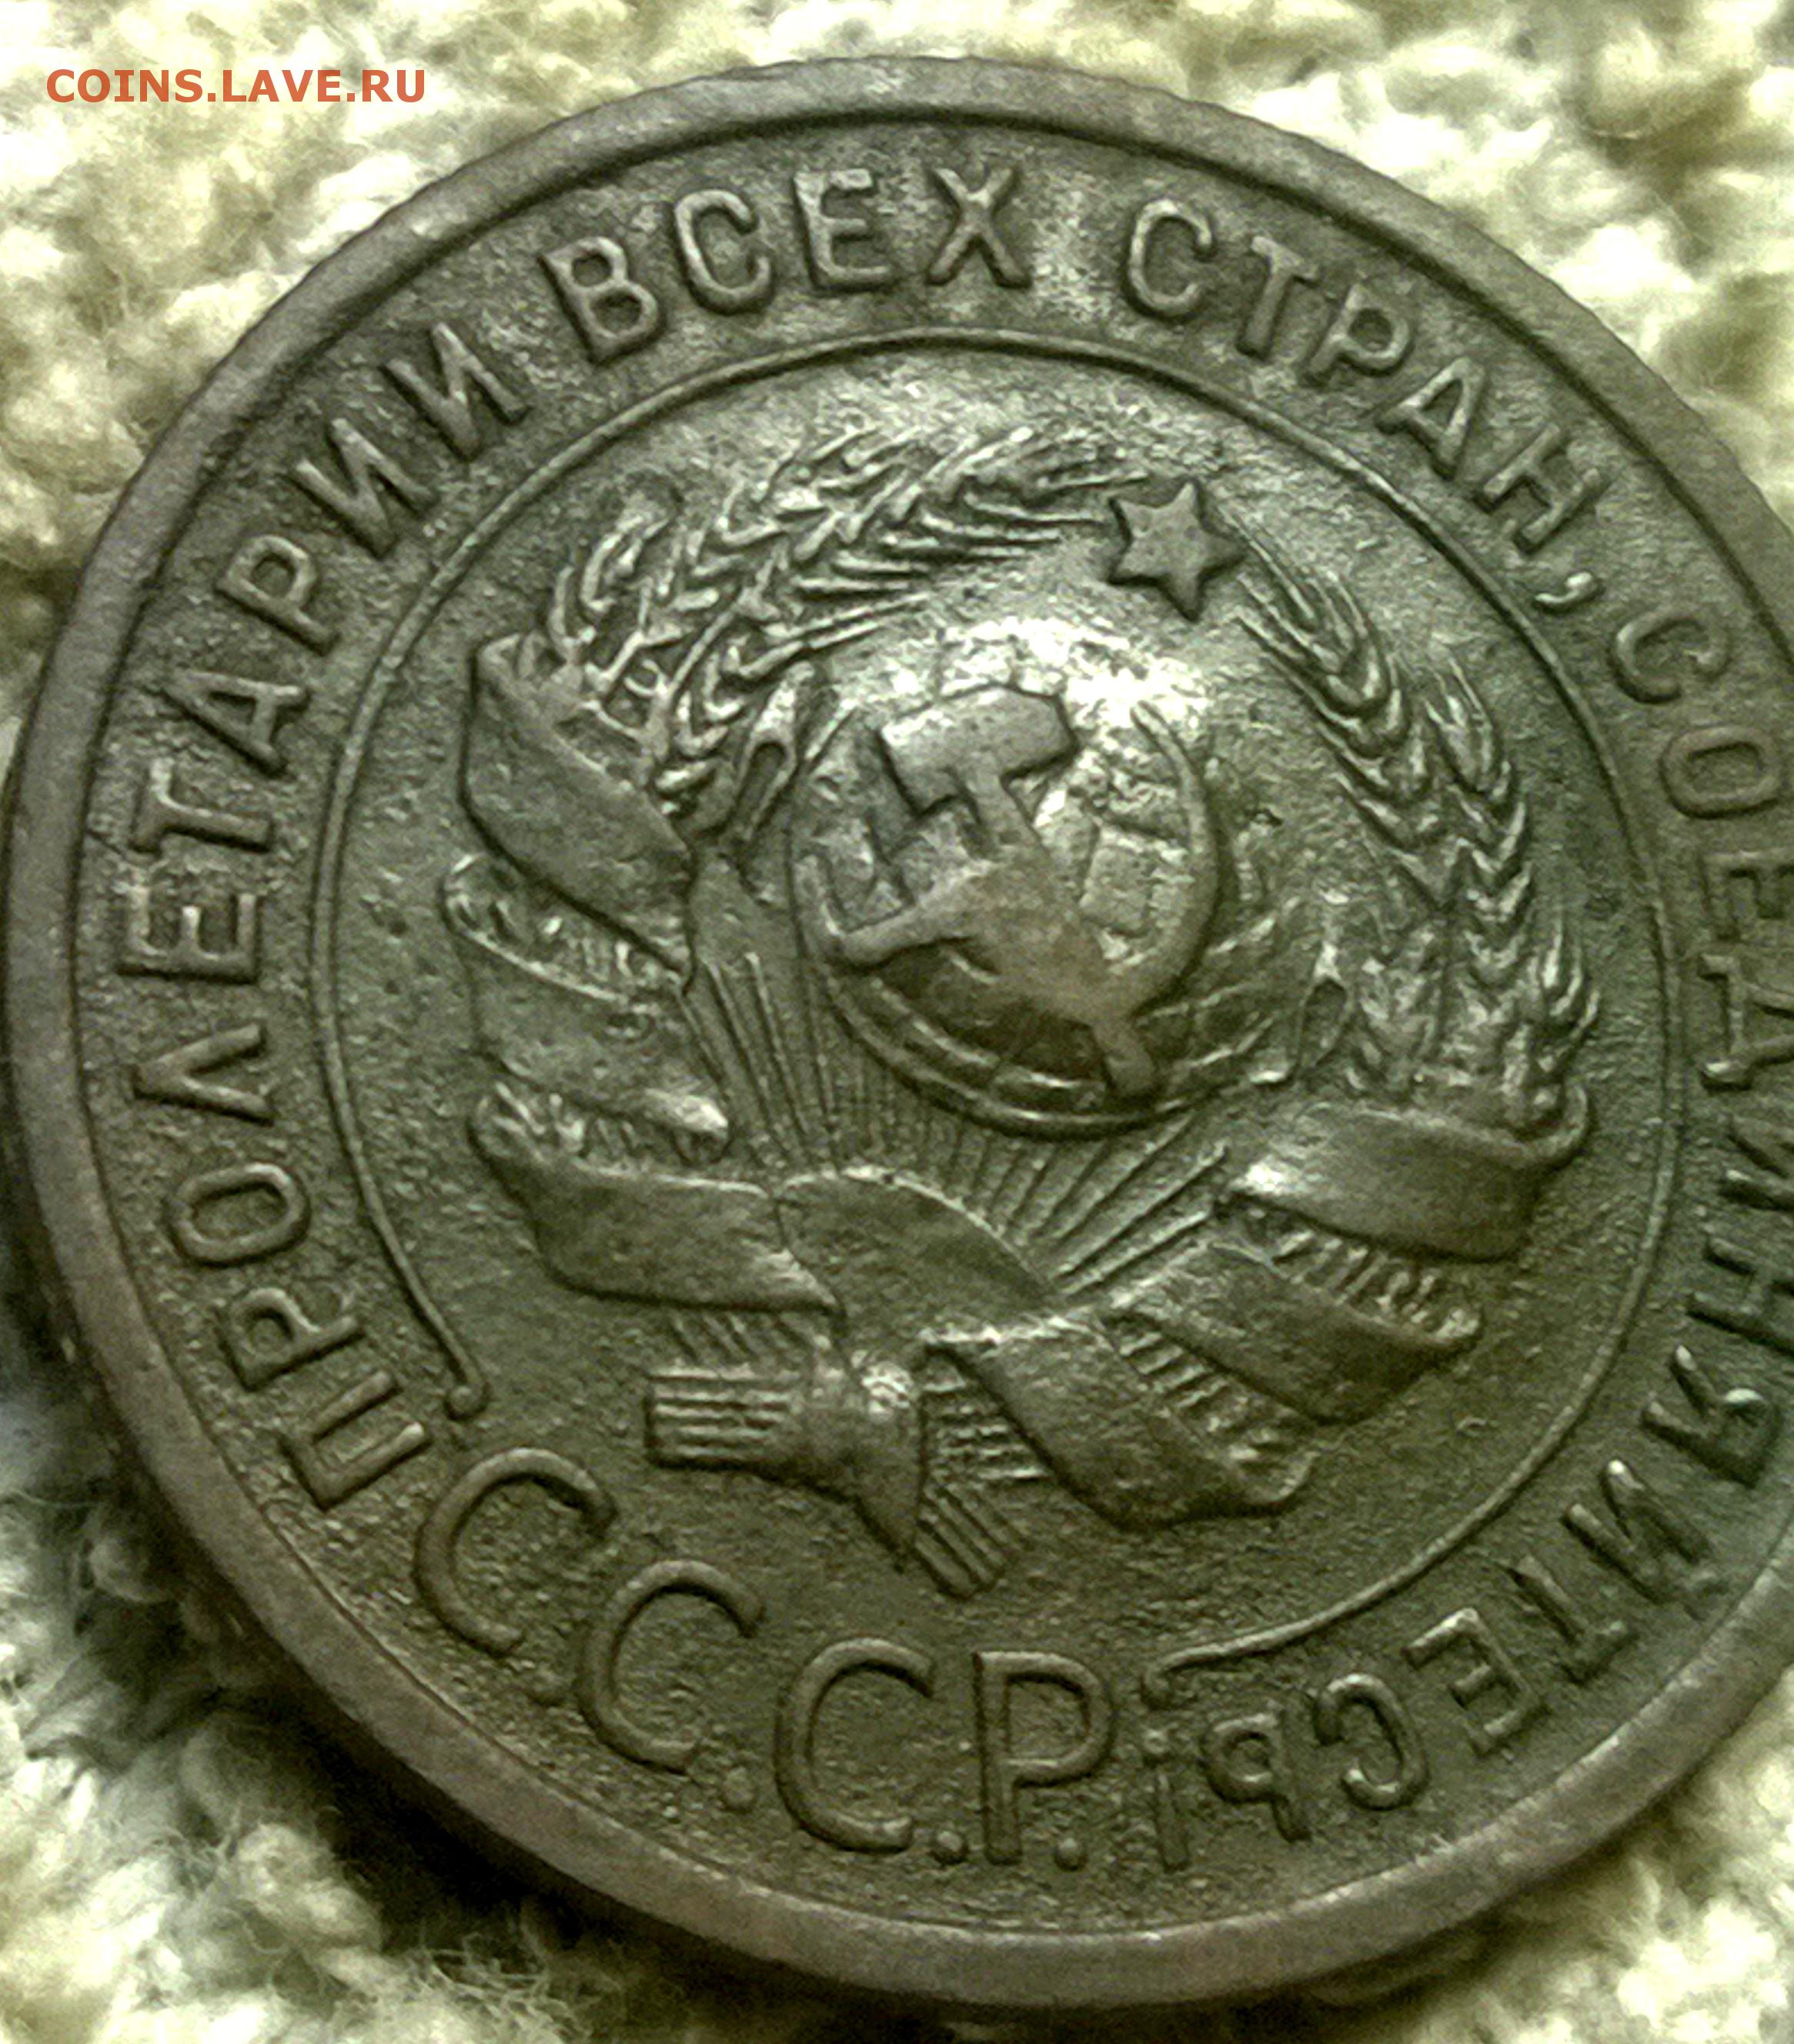 COINS.LAVE.RU
ПРОЛЕТАРИИ ВСЕХ СТРАН, СОЕДИНЯЙТЕСЬ!
С.С.С.Р.